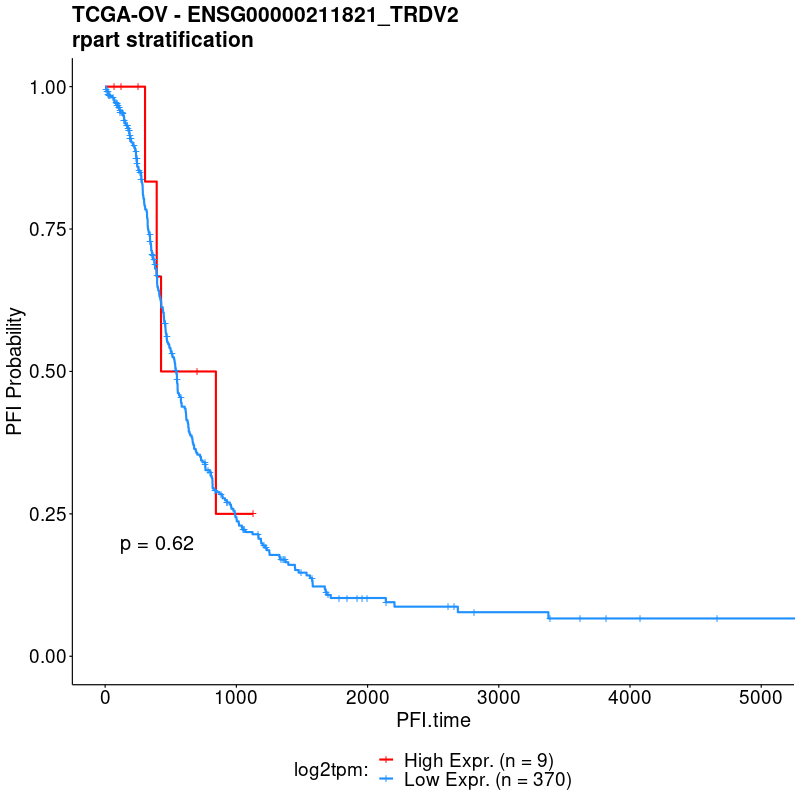 TCGA-OV - ENSG00000211821_TRDV2
rpart stratification
1.00
0.75
0.50
0.25
0.00
PFI Probability
p = 0.62
0 1000 2000 3000 4000 5000
PFI.time
log2tpm:
High Expr. (n = 9)
Low Expr. (n = 370)